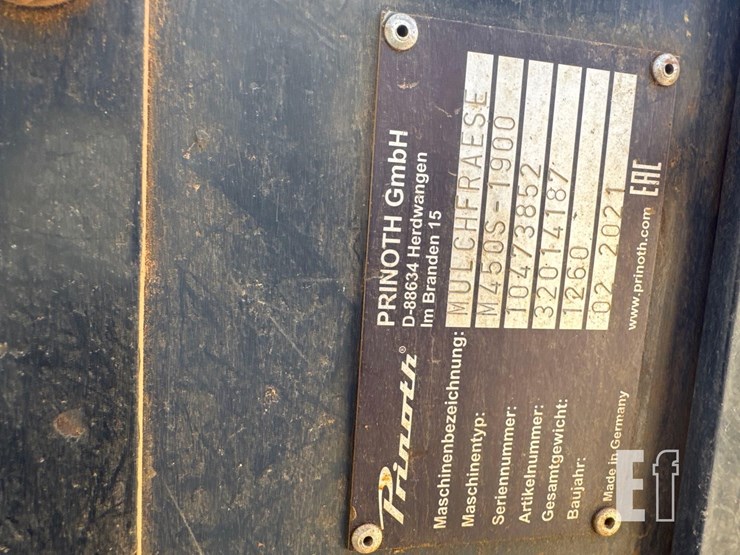 Prinoth®
PRINOTH GmbH
D-88634 Herdwangen
Im Branden 15
Maschinenbezeichnung: MULCHFRAESE
Maschinentyp: M450S-1900
Seriennummer: 10473852
Artikelnummer: 32014187
Gesamtgewicht: 1260
Baujahr: 02 2021
Made in Germany
www.prinoth.com
EAC
Ef